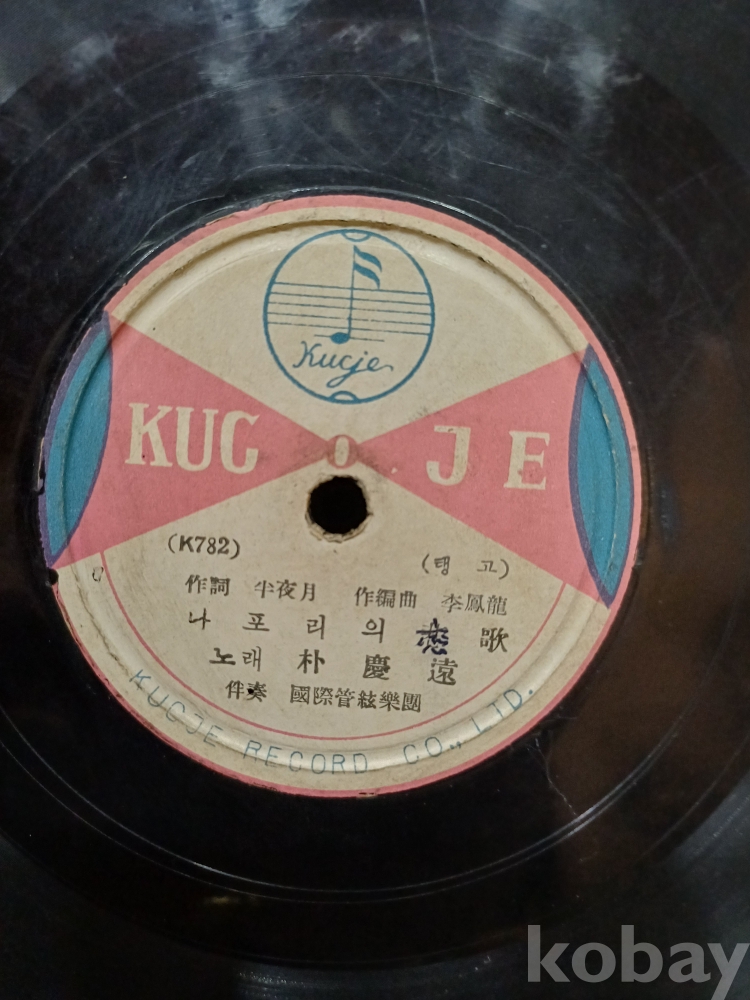 Kucje
KUC O J E
(K782)
(탱 고)
作詞 半夜月 作編曲 李鳳龍
나 포 리 의 戀 歌
노래 朴 慶 遠
伴奏 國際管絃樂團
KUCJE RECORD CO., LTD.
kobay